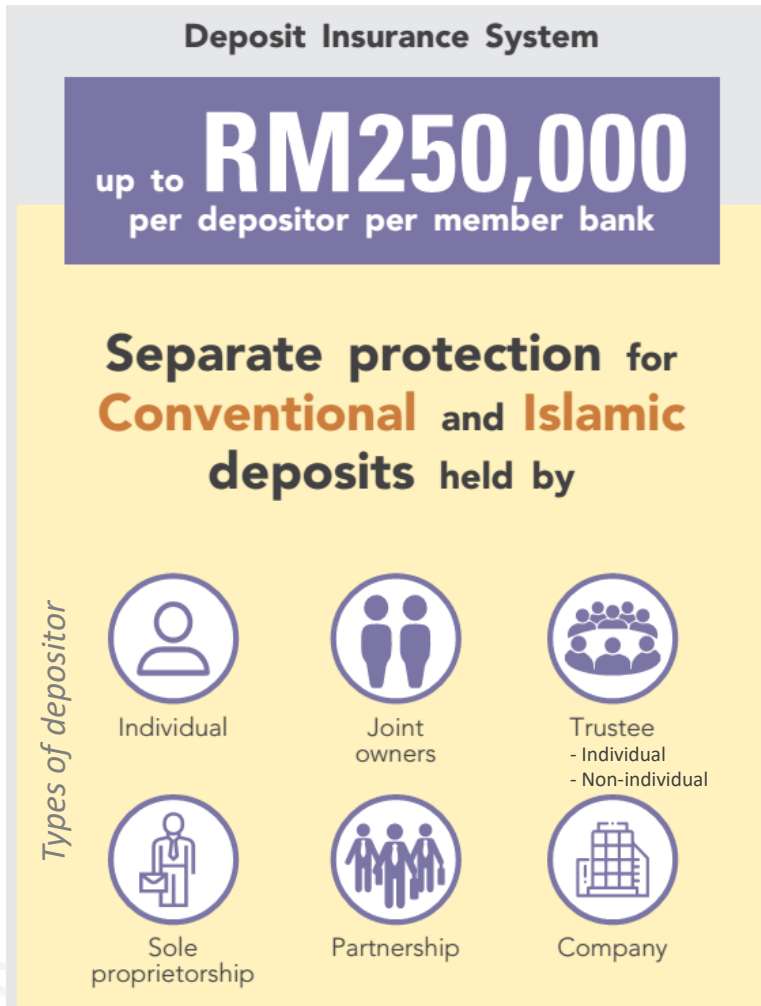 Deposit Insurance System
up to RM250,000
per depositor per member bank
Separate protection for
Conventional and Islamic
deposits held by
Types of depositor
Individual
Joint
owners
Trustee
- Individual
- Non-individual
Sole
proprietorship
Partnership
Company